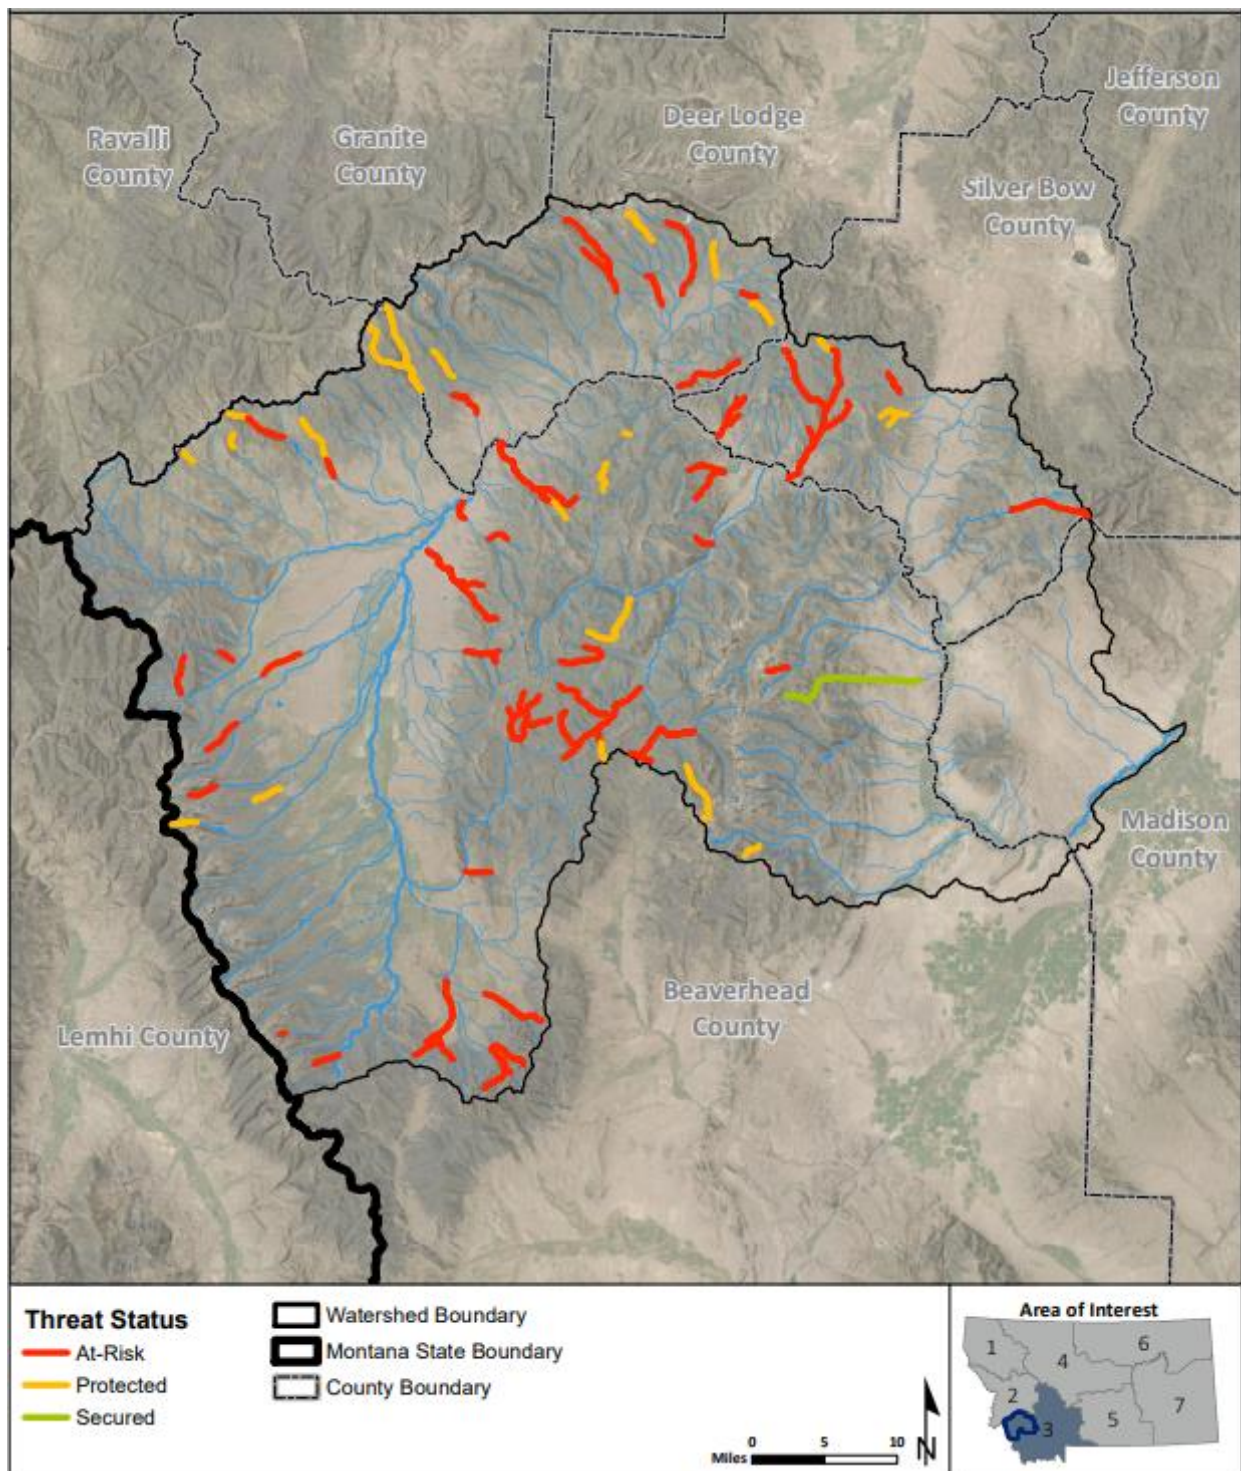 Jefferson
County
Deer Lodge
County
Ravalli
County
Granite
County
Silver Bow
County
Madison
County
Beaverhead
County
Lemhi County
Threat Status
At-Risk
Protected
Secured
Watershed Boundary
Montana State Boundary
County Boundary
0 5 10
Miles
N
Area of Interest
1
2
3
4
5
6
7